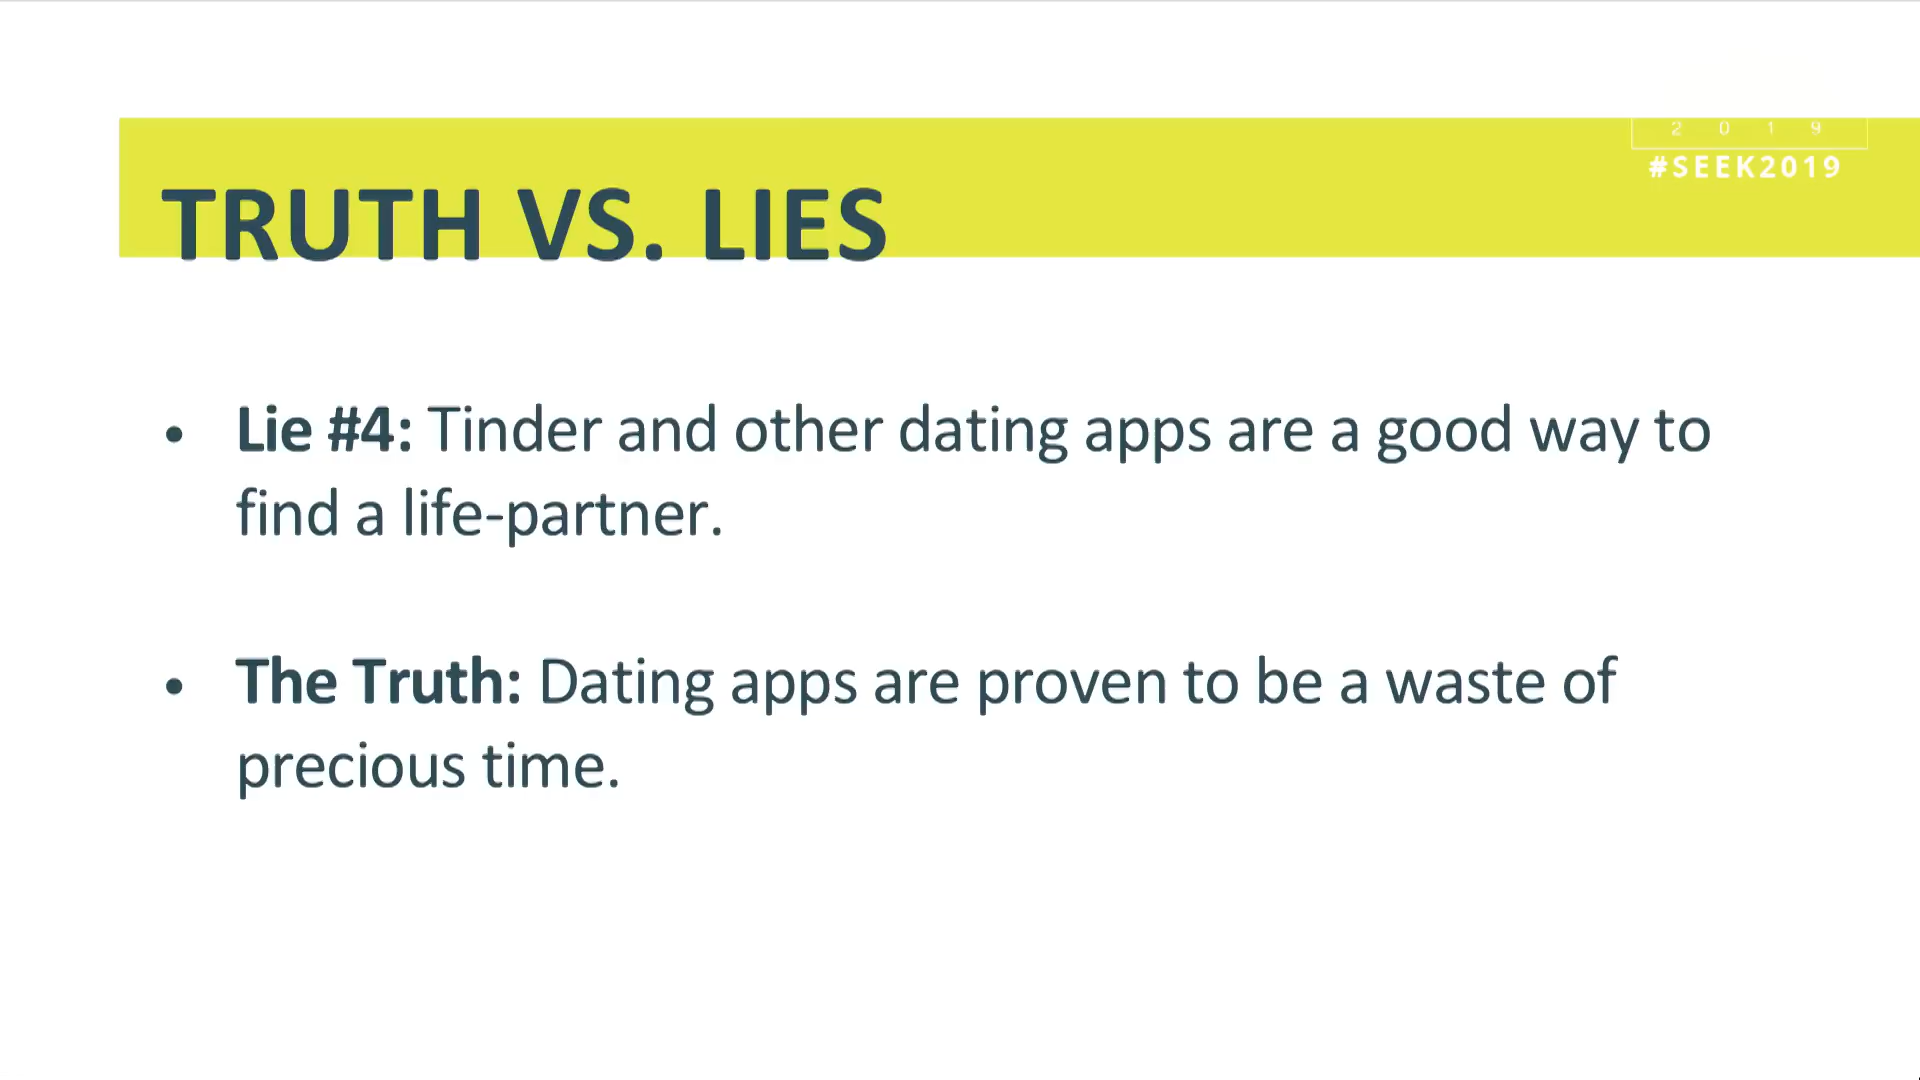 2 0 1 9
#SEEK2019
TRUTH VS. LIES
• Lie #4: Tinder and other dating apps are a good way to
find a life-partner.
• The Truth: Dating apps are proven to be a waste of
precious time.